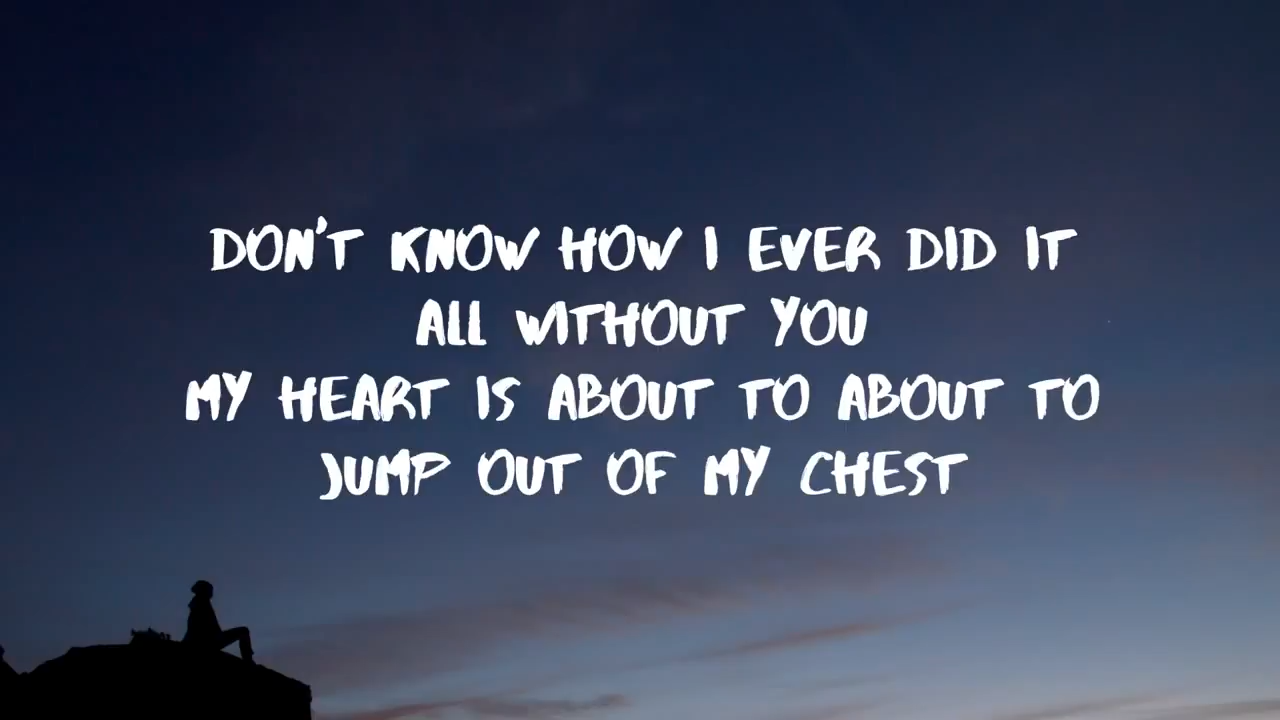 DON'T KNOW HOW I EVER DID IT
ALL WITHOUT YOU
MY HEART IS ABOUT TO ABOUT TO
JUMP OUT OF MY CHEST